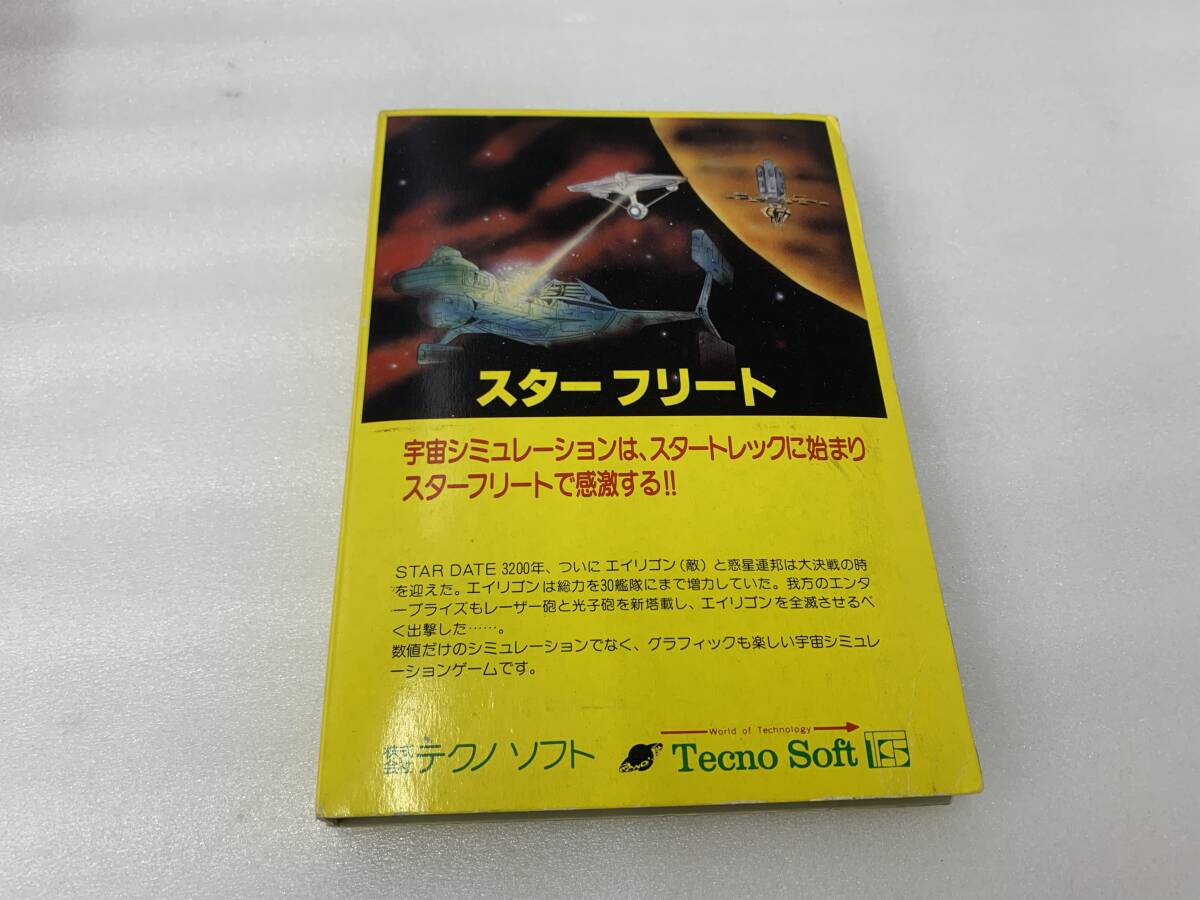 スターフリート
宇宙シミュレーションは、スタートレックに始まり
スターフリートで感激する!!
STAR DATE 3200年、ついに エイリゴン(敵) と惑星連邦は大決戦の時
を迎えた。エイリゴンは総力を30艦隊にまで増力していた。我方のエンタ
ープライズもレーザー砲と光子砲を新塔載し、エイリゴンを全滅させるべ
く出撃した……。
数値だけのシミュレーションでなく、グラフィックも楽しい宇宙シミュレ
ーションゲームです。
株式会社テクノソフト
World of Technology
Tecno Soft TS